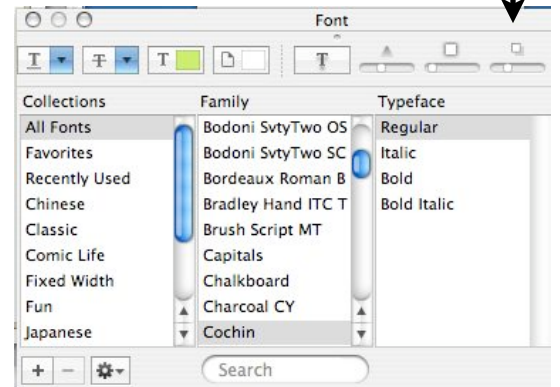 Font
T T T T
Collections Family Typeface
All Fonts Bodoni SvtyTwo OS Regular
Favorites Bodoni SvtyTwo SC Italic
Recently Used Bordeaux Roman B Bold
Chinese Bradley Hand ITC T Bold Italic
Classic Brush Script MT
Comic Life Capitals
Fixed Width Chalkboard
Fun Charcoal CY
Japanese Cochin
Search